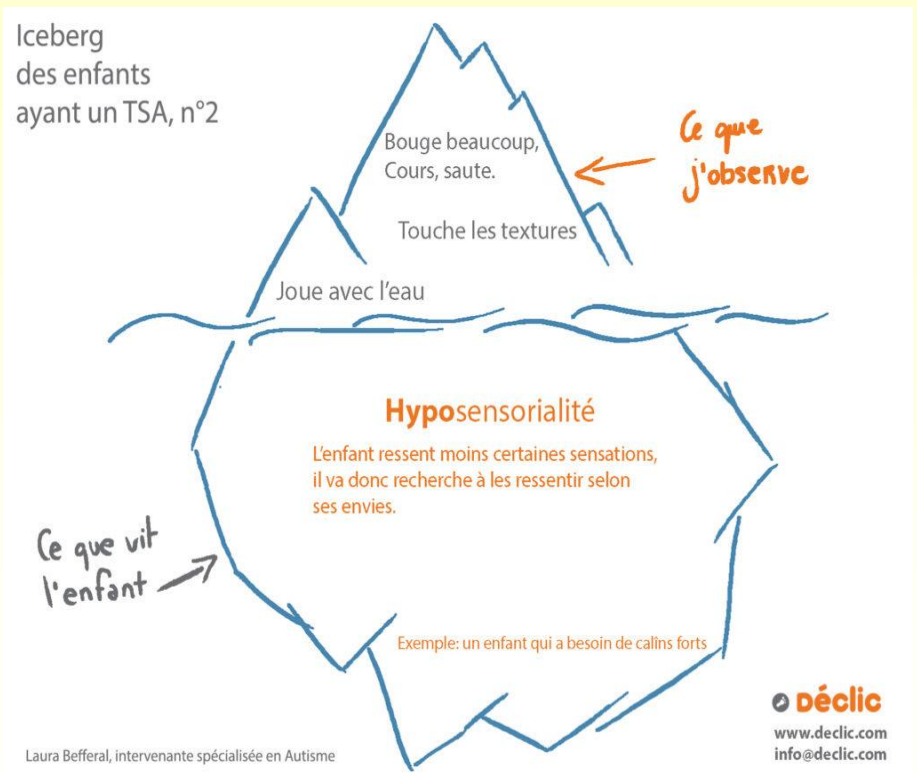 Iceberg
des enfants
ayant un TSA, n°2
Bouge beaucoup,
Cours, saute.
Ce que
j'observe
Touche les textures
Joue avec l'eau
Hyposensorialité
L'enfant ressent moins certaines sensations,
il va donc recherche à les ressentir selon
ses envies.
Ce que vit
l'enfant
Exemple: un enfant qui a besoin de calîns forts
Déclic
www.declic.com
info@declic.com
Laura Befferal, intervenante spécialisée en Autisme